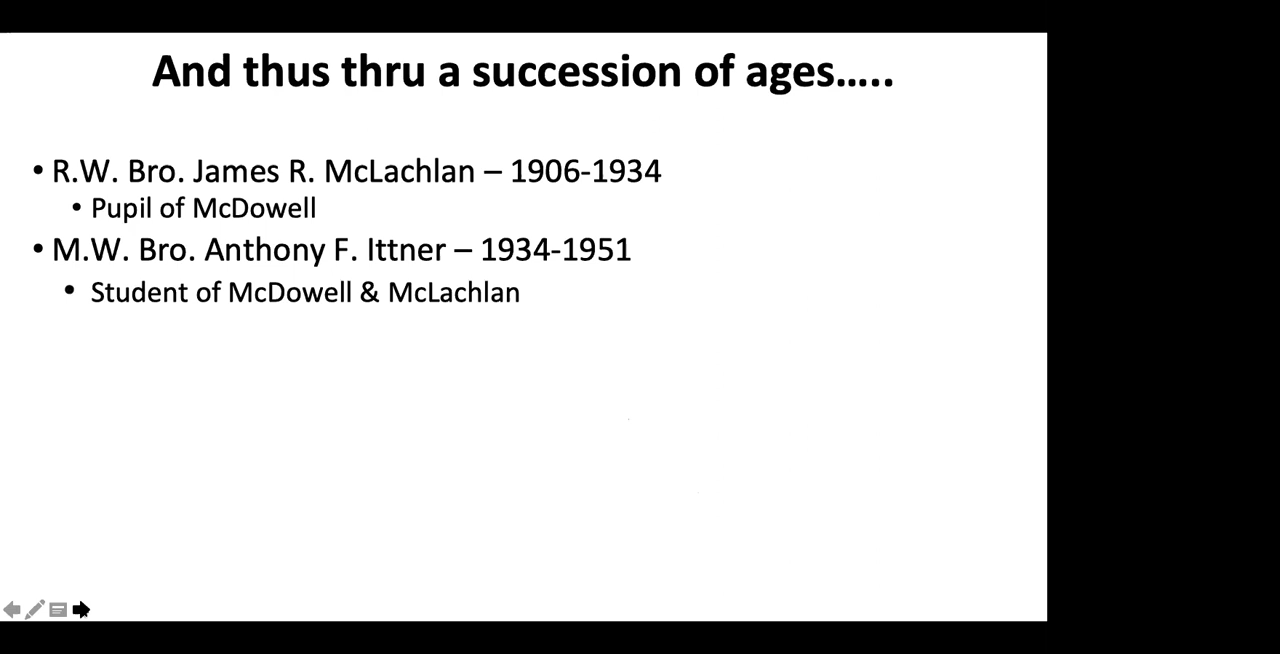 And thus thru a succession of ages.....
• R.W. Bro. James R. McLachlan – 1906-1934
• Pupil of McDowell
• M.W. Bro. Anthony F. Ittner – 1934-1951
• Student of McDowell & McLachlan